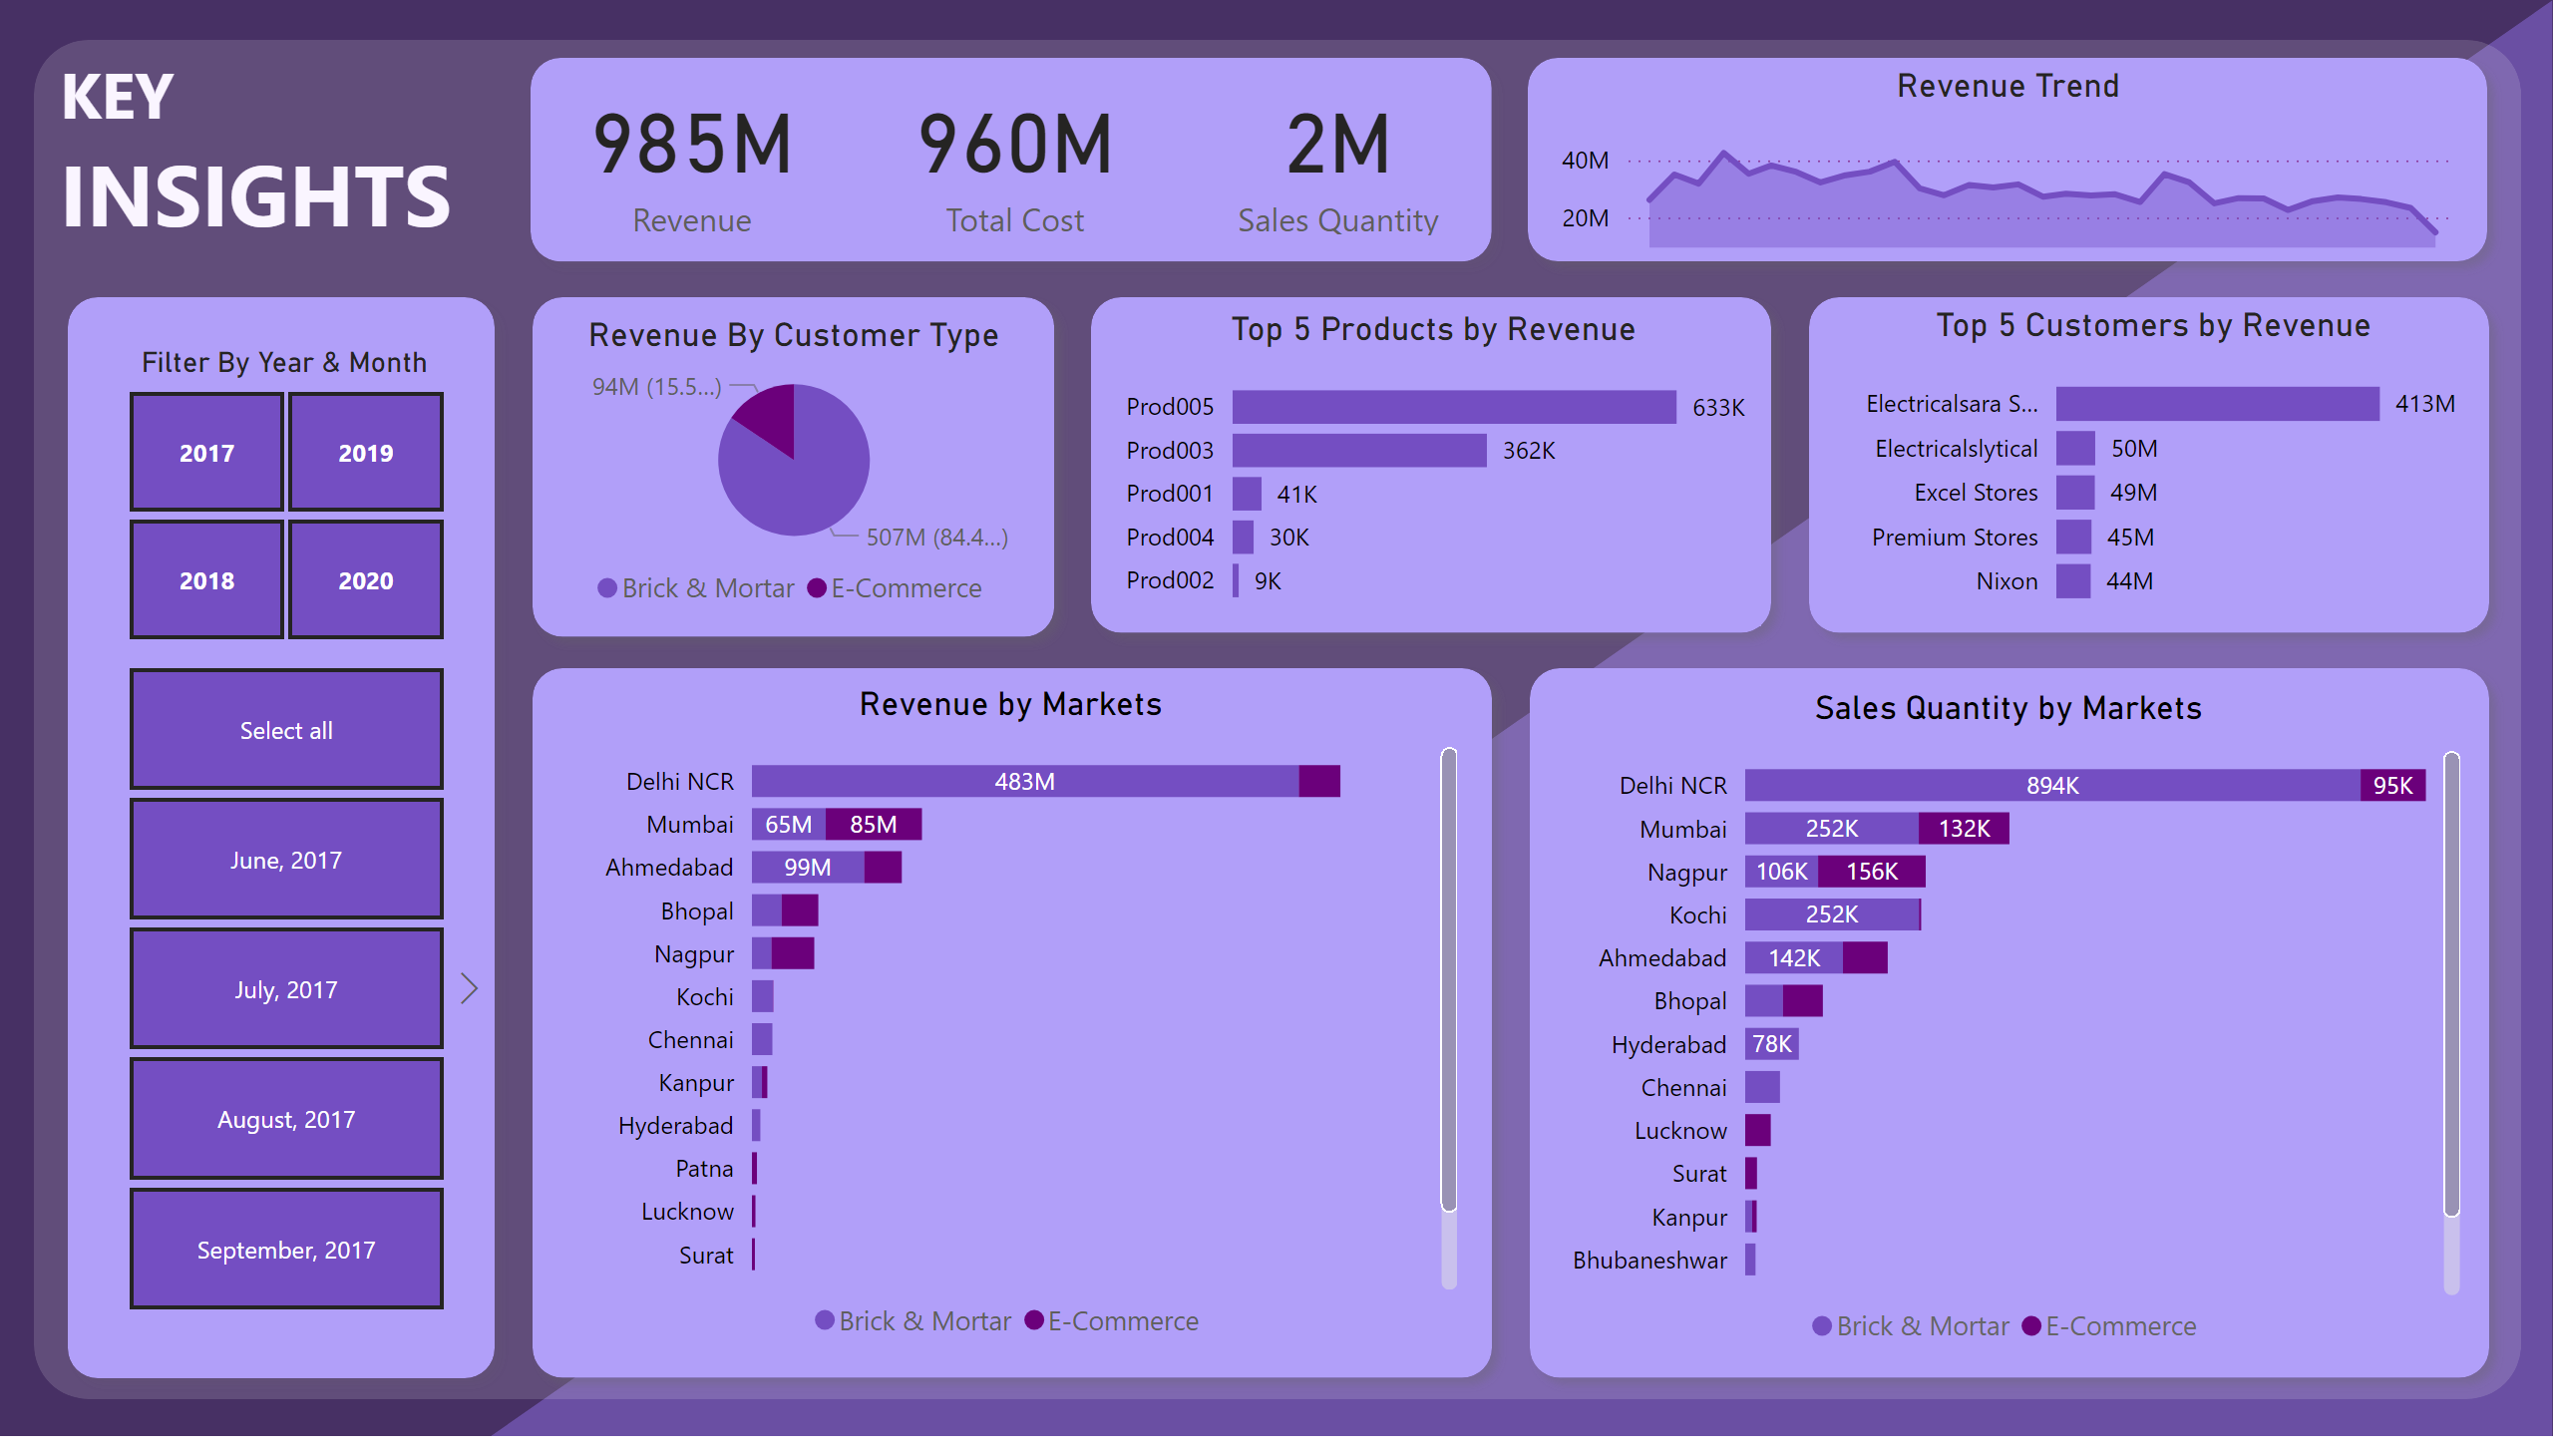 KEY
INSIGHTS
985M
Revenue
960M
Total Cost
2M
Sales Quantity
Revenue Trend
40M
20M
Filter By Year & Month
2017
2019
2018
2020
Select all
June, 2017
July, 2017
August, 2017
September, 2017
Revenue By Customer Type
94M (15.5...)
507M (84.4...)
Brick & Mortar
E-Commerce
Top 5 Products by Revenue
Prod005 633K
Prod003 362K
Prod001 41K
Prod004 30K
Prod002 9K
Top 5 Customers by Revenue
Electricalsara S... 413M
Electricalslytical 50M
Excel Stores 49M
Premium Stores 45M
Nixon 44M
Revenue by Markets
Delhi NCR 483M
Mumbai 65M 85M
Ahmedabad 99M
Bhopal
Nagpur
Kochi
Chennai
Kanpur
Hyderabad
Patna
Lucknow
Surat
Brick & Mortar
E-Commerce
Sales Quantity by Markets
Delhi NCR 894K 95K
Mumbai 252K 132K
Nagpur 106K 156K
Kochi 252K
Ahmedabad 142K
Bhopal
Hyderabad 78K
Chennai
Lucknow
Surat
Kanpur
Bhubaneshwar
Brick & Mortar
E-Commerce